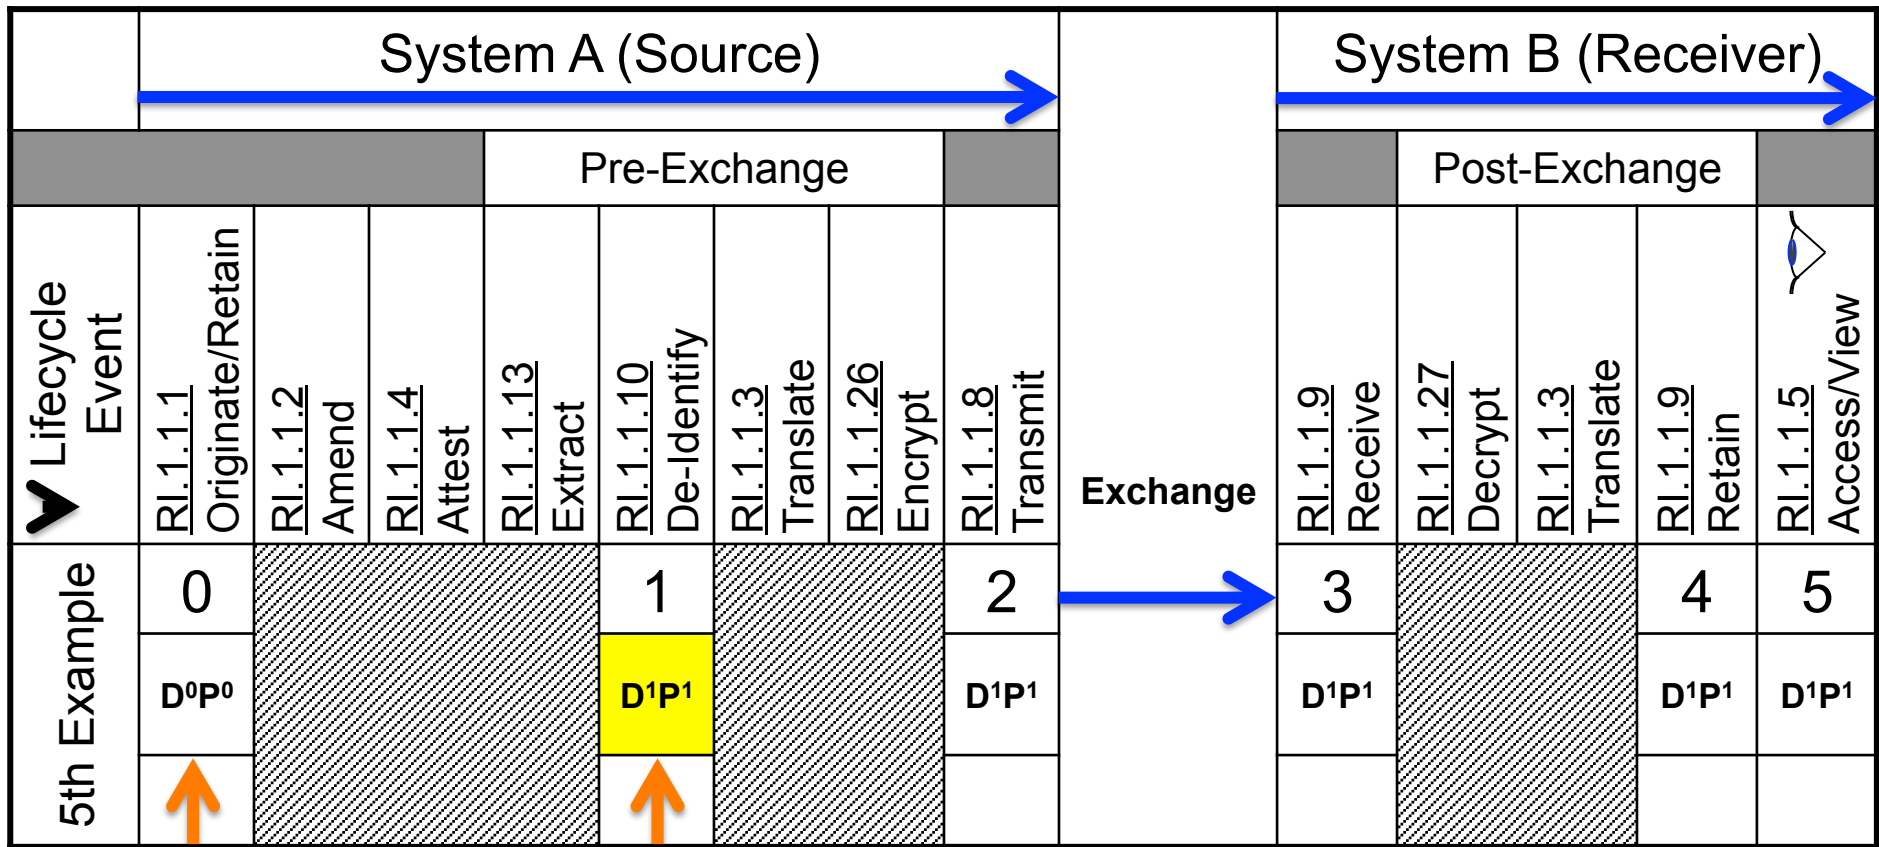 System A (Source)
System B (Receiver)
Pre-Exchange
Post-Exchange
Lifecycle
Event
RI.1.1.1
Originate/Retain
RI.1.1.2
Amend
RI.1.1.4
Attest
RI.1.1.13
Extract
RI.1.1.10
De-Identify
RI.1.1.3
Translate
RI.1.1.26
Encrypt
RI.1.1.8
Transmit
Exchange
RI.1.1.9
Receive
RI.1.1.27
Decrypt
RI.1.1.3
Translate
RI.1.1.9
Retain
RI.1.1.5
Access/View
5th Example
0
1
2
3
4
5
D⁰P⁰
D¹P¹
D¹P¹
D¹P¹
D¹P¹
D¹P¹